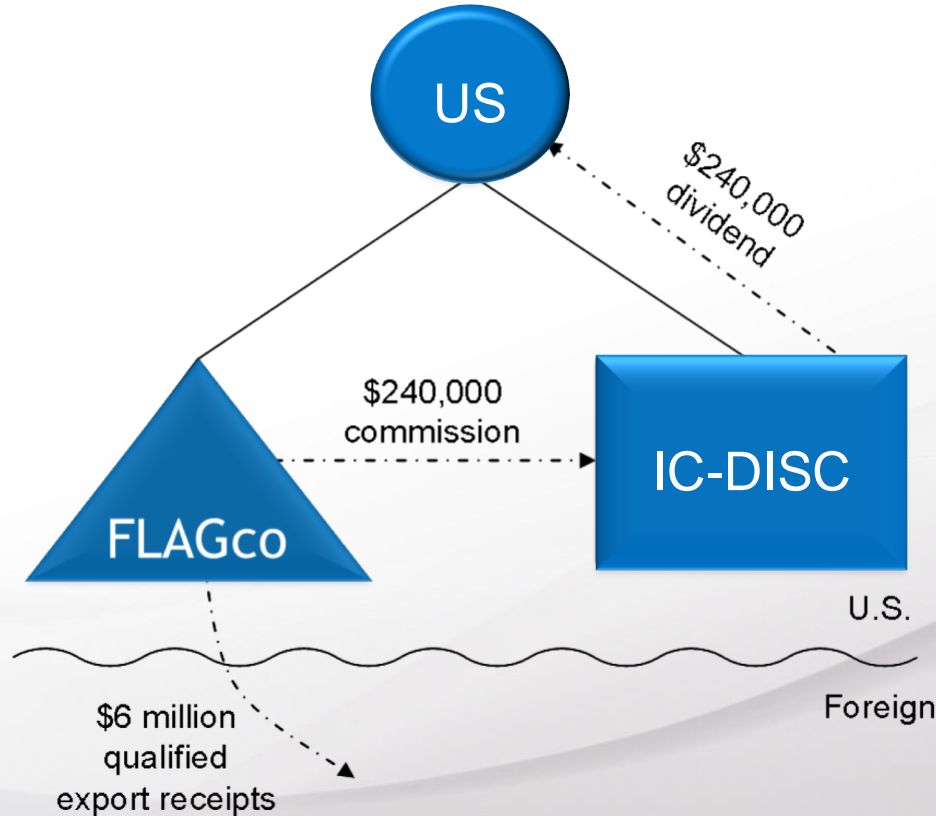 US
$240,000
dividend
$240,000
commission
IC-DISC
FLAGco
U.S.
Foreign
$6 million
qualified
export receipts